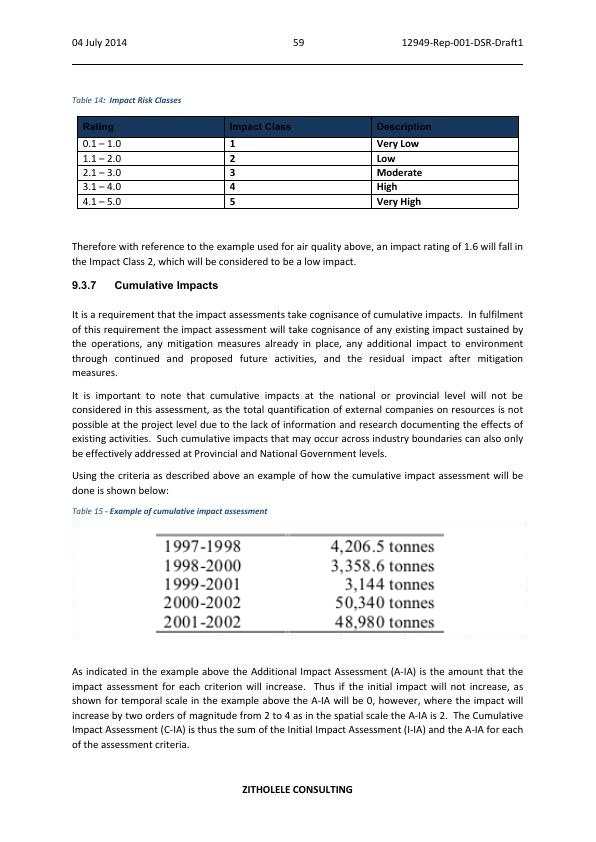 04 July 2014 59 12949-Rep-001-DSR-Draft1
Table 14: Impact Risk Classes
Rating Impact Class Description
0.1 – 1.0 1 Very Low
1.1 – 2.0 2 Low
2.1 – 3.0 3 Moderate
3.1 – 4.0 4 High
4.1 – 5.0 5 Very High
Therefore with reference to the example used for air quality above, an impact rating of 1.6 will fall in
the Impact Class 2, which will be considered to be a low impact.
9.3.7 Cumulative Impacts
It is a requirement that the impact assessments take cognisance of cumulative impacts. In fulfilment
of this requirement the impact assessment will take cognisance of any existing impact sustained by
the operations, any mitigation measures already in place, any additional impact to environment
through continued and proposed future activities, and the residual impact after mitigation
measures.
It is important to note that cumulative impacts at the national or provincial level will not be
considered in this assessment, as the total quantification of external companies on resources is not
possible at the project level due to the lack of information and research documenting the effects of
existing activities. Such cumulative impacts that may occur across industry boundaries can also only
be effectively addressed at Provincial and National Government levels.
Using the criteria as described above an example of how the cumulative impact assessment will be
done is shown below:
Table 15 - Example of cumulative impact assessment
1997-1998 4,206.5 tonnes
1998-2000 3,358.6 tonnes
1999-2001 3,144 tonnes
2000-2002 50,340 tonnes
2001-2002 48,980 tonnes
As indicated in the example above the Additional Impact Assessment (A-IA) is the amount that the
impact assessment for each criterion will increase. Thus if the initial impact will not increase, as
shown for temporal scale in the example above the A-IA will be 0, however, where the impact will
increase by two orders of magnitude from 2 to 4 as in the spatial scale the A-IA is 2. The Cumulative
Impact Assessment (C-IA) is thus the sum of the Initial Impact Assessment (I-IA) and the A-IA for each
of the assessment criteria.
ZITHOLELE CONSULTING